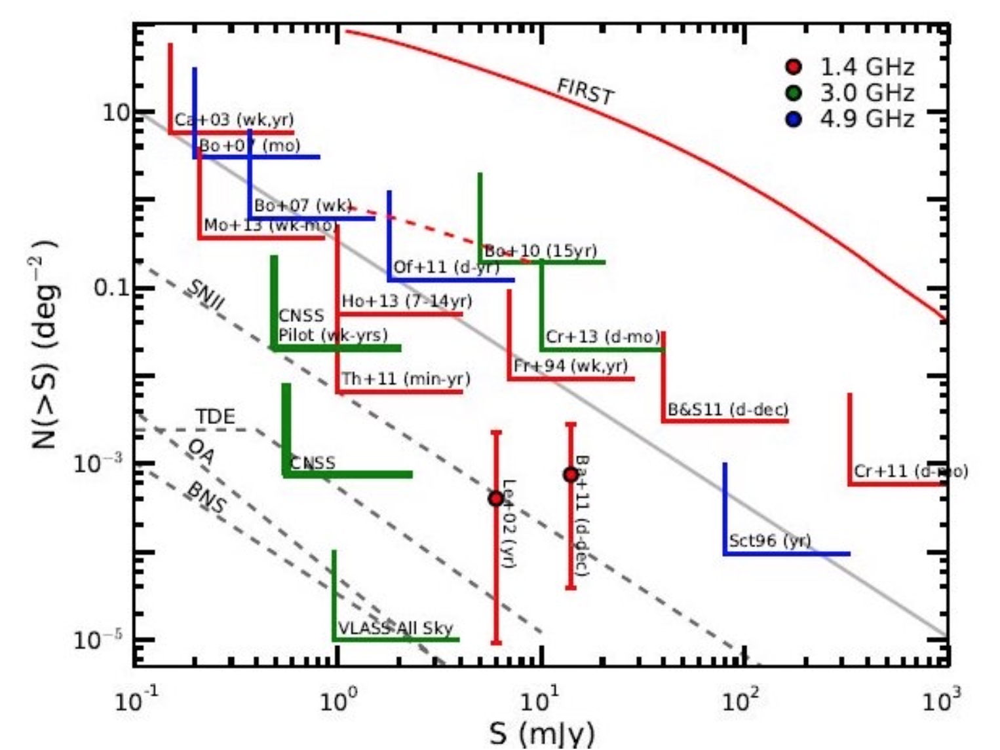 FIRST
1.4 GHz
3.0 GHz
4.9 GHz
10
Ca+03 (wk,yr)
Bo+07 (mo)
Bo+07 (wk)
Mo+13 (wk-mo)
Bo+10 (15yr)
Of+11 (d-yr)
0.1
SNII
Ho+13 (7-14yr)
CNSS
Pilot (wk-yrs)
Cr+13 (d-mo)
Fr+94 (wk,yr)
Th+11 (min-yr)
B&S11 (d-dec)
TDE
OA
10⁻³
CNSS
Cr+11 (d-mo)
BNS
Le+02 (yr)
Ba+11 (d-dec)
Sct96 (yr)
VLASS All Sky
10⁻⁵
N(>S) (deg⁻²)
10⁻¹ 10⁰ 10¹ 10² 10³
S (mJy)